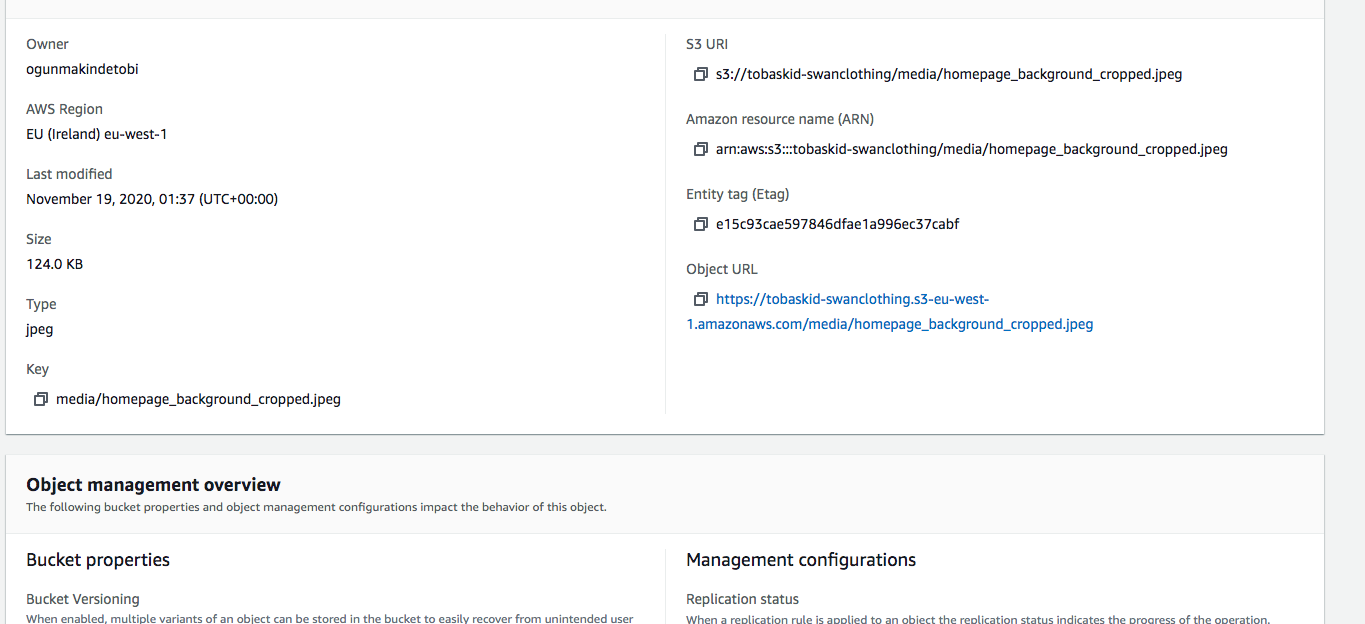 Owner
ogunmakindetobi
AWS Region
EU (Ireland) eu-west-1
Last modified
November 19, 2020, 01:37 (UTC+00:00)
Size
124.0 KB
Type
jpeg
Key
media/homepage_background_cropped.jpeg
S3 URI
s3://tobaskid-swanclothing/media/homepage_background_cropped.jpeg
Amazon resource name (ARN)
arn:aws:s3:::tobaskid-swanclothing/media/homepage_background_cropped.jpeg
Entity tag (Etag)
e15c93cae597846dfae1a996ec37cabf
Object URL
https://tobaskid-swanclothing.s3-eu-west-
1.amazonaws.com/media/homepage_background_cropped.jpeg
Object management overview
The following bucket properties and object management configurations impact the behavior of this object.
Bucket properties
Bucket Versioning
When enabled, multiple variants of an object can be stored in the bucket to easily recover from unintended user
Management configurations
Replication status
When a replication rule is applied to an object the replication status indicates the progress of the operation.